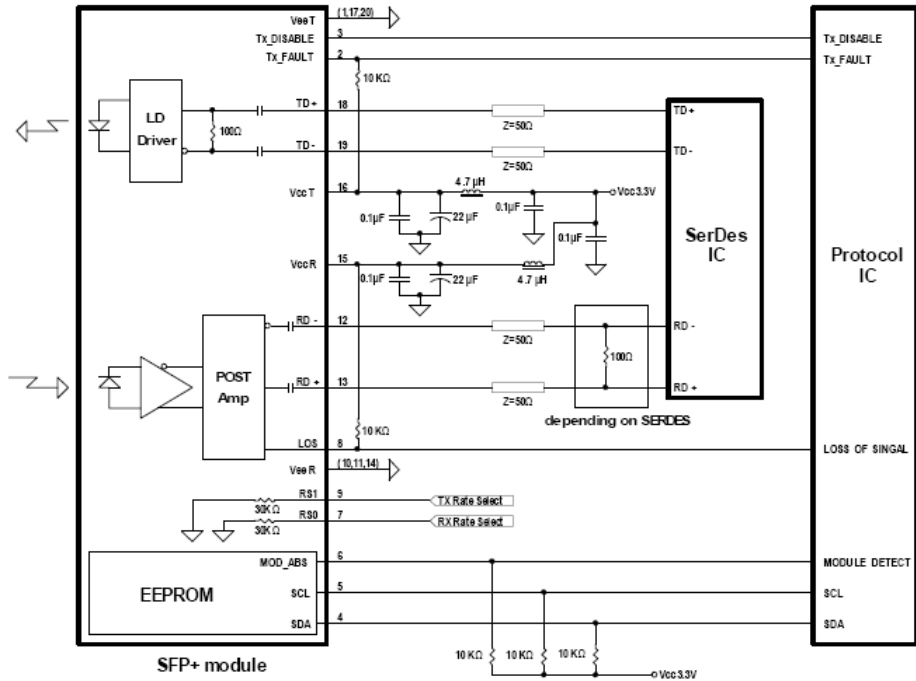 VeeT (1,17,20)
Tx_DISABLE 3 Tx_DISABLE
Tx_FAULT 2 Tx_FAULT
10 KΩ
LD Driver
100Ω
TD+ 18 Z=50Ω TD+
TD- 19 Z=50Ω TD-
VccT 16 4.7 µH Vcc3.3V
0.1µF 22 µF 0.1µF
0.1µF
SerDes IC
Protocol IC
VccR 15
0.1µF 22 µF 4.7 µH
RD - 12 Z=50Ω RD -
100Ω
POST Amp
RD + 13 Z=50Ω RD +
depending on SERDES
10 KΩ
LOS 8 LOSS OF SINGAL
VeeR (10,11,14)
RS1 9 TX Rate Select
30KΩ
RS0 7 RX Rate Select
30KΩ
MOD_ABS 6 MODULE DETECT
EEPROM
SCL 5 SCL
SDA 4 SDA
10 KΩ 10 KΩ 10 KΩ
Vcc3.3V
SFP+ module